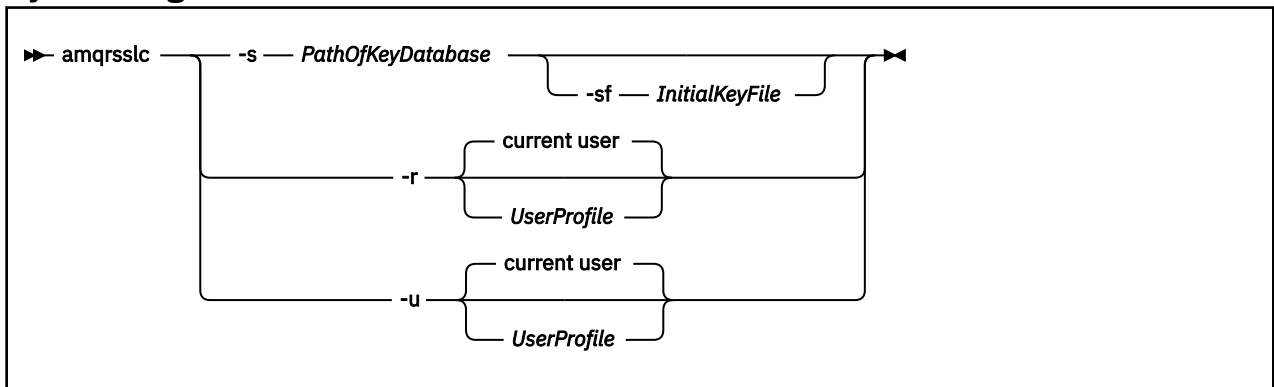 amqrsslc -s PathOfKeyDatabase
-sf InitialKeyFile
current user
-r
UserProfile
current user
-u
UserProfile